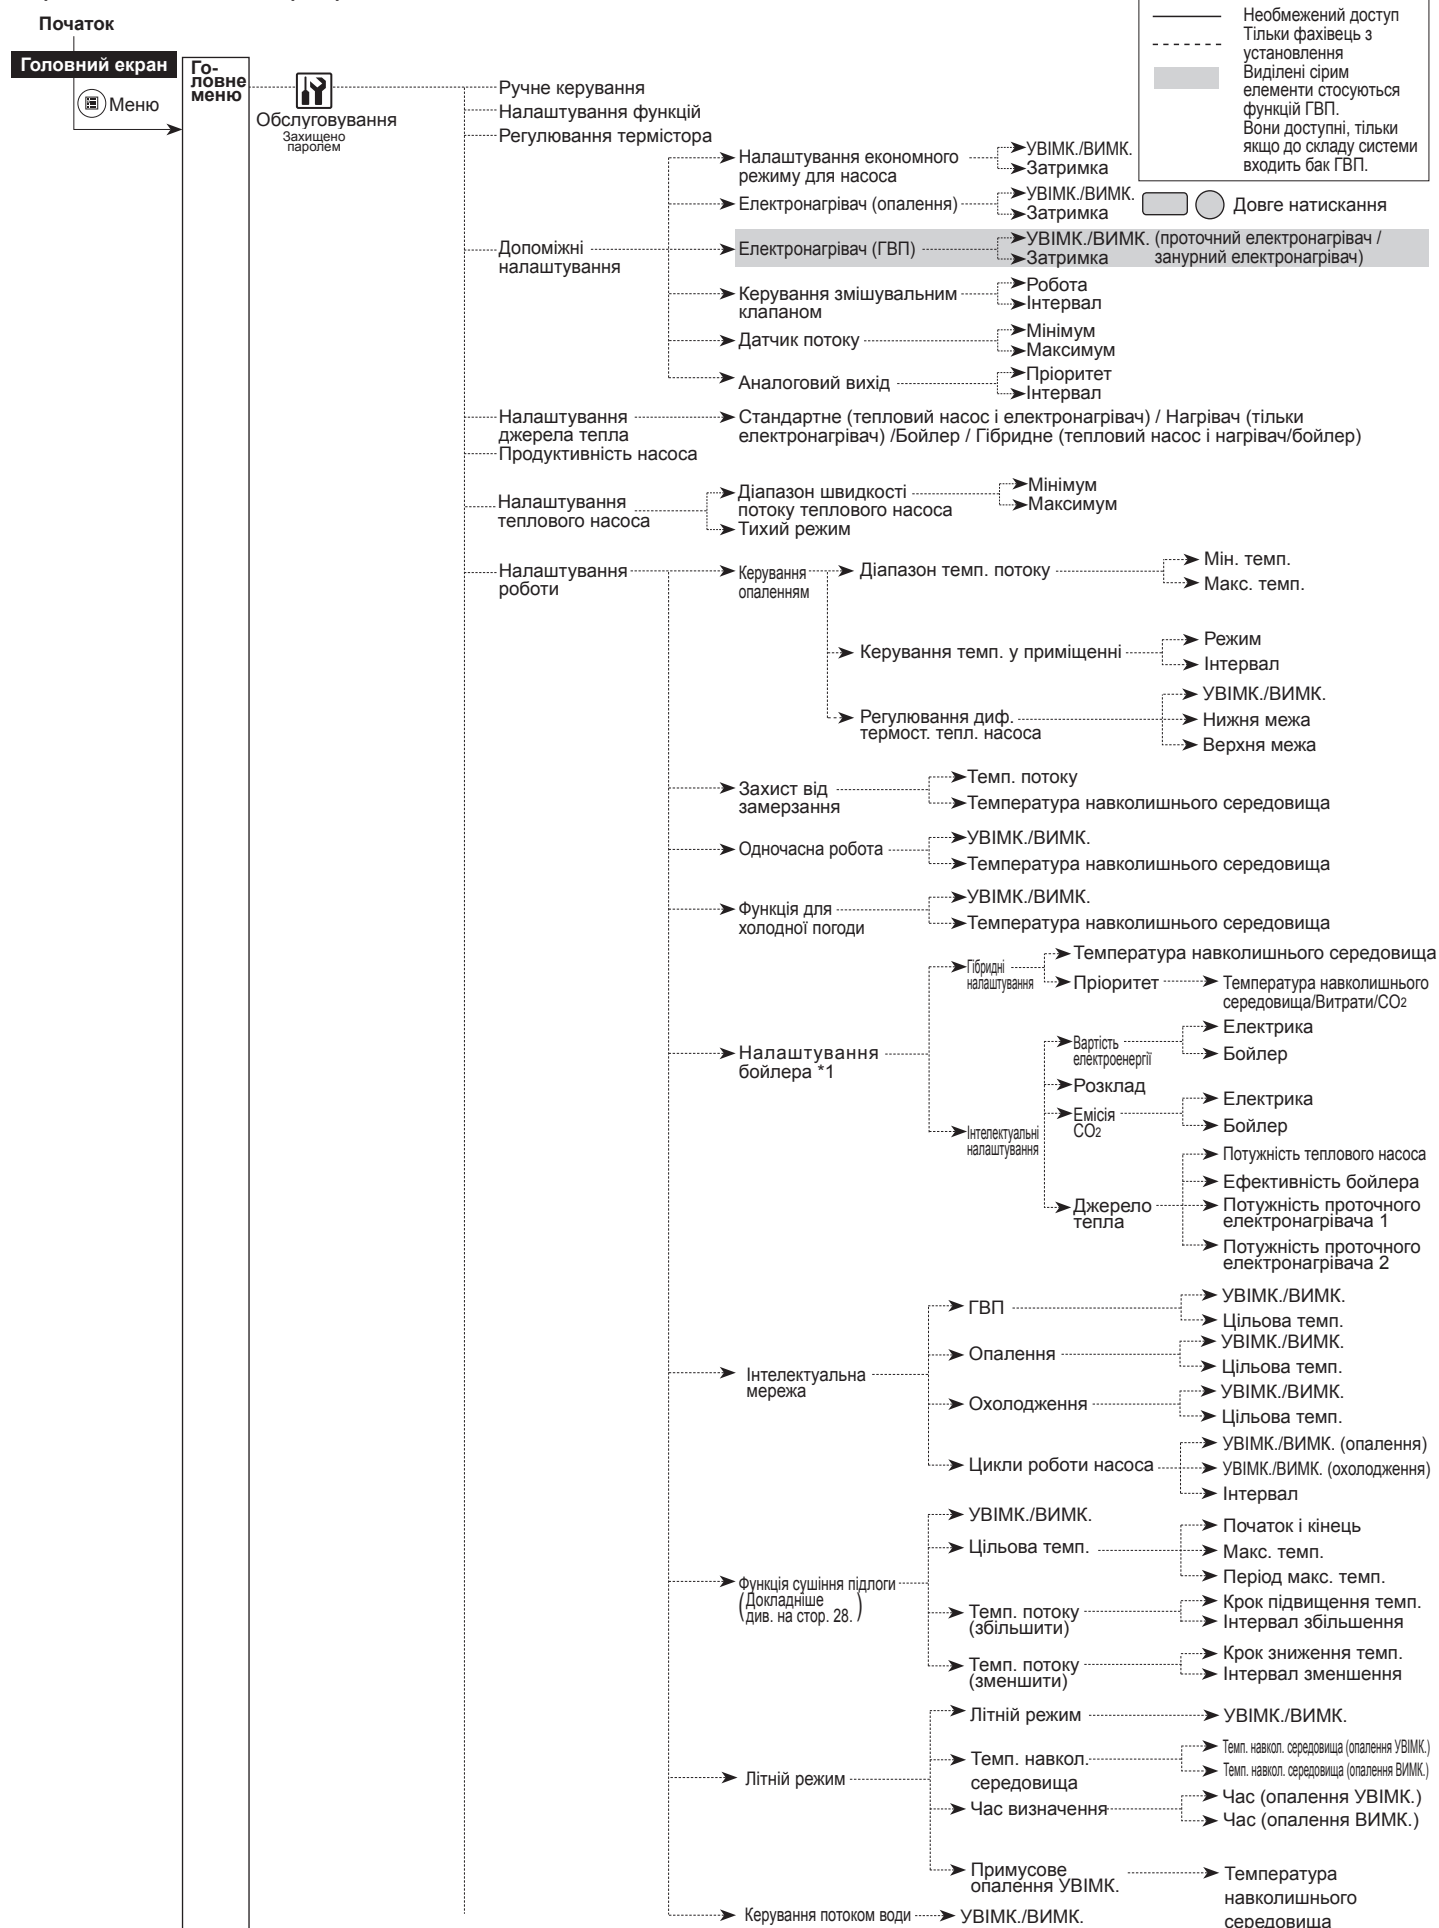 Початок
Головний екран
Меню
Го-
ловне
меню
Обслуговування
Захищено
паролем
Необмежений доступ
Тільки фахівець з
установлення
Виділені сірим
елементи стосуються
функцій ГВП.
Вони доступні, тільки
якщо до складу системи
входить бак ГВП.
Довге натискання
Ручне керування
Налаштування функцій
Регулювання термістора
Допоміжні
налаштування
Налаштування економного
режиму для насоса
УВІМК./ВИМК.
Затримка
Електронагрівач (опалення)
УВІМК./ВИМК.
Затримка
Електронагрівач (ГВП)
УВІМК./ВИМК. (проточний електронагрівач /
Затримка занурний електронагрівач)
Керування змішувальним
клапаном
Робота
Інтервал
Датчик потоку
Мінімум
Максимум
Аналоговий вихід
Пріоритет
Інтервал
Налаштування
джерела тепла
Стандартне (тепловий насос і електронагрівач) / Нагрівач (тільки
електронагрівач) /Бойлер / Гібридне (тепловий насос і нагрівач/бойлер)
Продуктивність насоса
Налаштування
теплового насоса
Діапазон швидкості
потоку теплового насоса
Мінімум
Максимум
Тихий режим
Налаштування
роботи
Керування
опаленням
Діапазон темп. потоку
Мін. темп.
Макс. темп.
Керування темп. у приміщенні
Режим
Інтервал
Регулювання диф.
термост. тепл. насоса
УВІМК./ВИМК.
Нижня межа
Верхня межа
Захист від
замерзання
Темп. потоку
Температура навколишнього середовища
Одночасна робота
УВІМК./ВИМК.
Температура навколишнього середовища
Функція для
холодної погоди
УВІМК./ВИМК.
Температура навколишнього середовища
Налаштування
бойлера *1
Гібридні
налаштування
Температура навколишнього середовища
Пріоритет
Температура навколишнього
середовища/Витрати/CO2
Інтелектуальні
налаштування
Вартість
електроенергії
Електрика
Бойлер
Розклад
Емісія
CO2
Електрика
Бойлер
Джерело
тепла
Потужність теплового насоса
Ефективність бойлера
Потужність проточного
електронагрівача 1
Потужність проточного
електронагрівача 2
Інтелектуальна
мережа
ГВП
УВІМК./ВИМК.
Цільова темп.
Опалення
УВІМК./ВИМК.
Цільова темп.
Охолодження
УВІМК./ВИМК.
Цільова темп.
Цикли роботи насоса
УВІМК./ВИМК. (опалення)
УВІМК./ВИМК. (охолодження)
Інтервал
Функція сушіння підлоги
(Докладніше
див. на стор. 28.)
УВІМК./ВИМК.
Цільова темп.
Початок і кінець
Макс. темп.
Період макс. темп.
Темп. потоку
(збільшити)
Крок підвищення темп.
Інтервал збільшення
Темп. потоку
(зменшити)
Крок зниження темп.
Інтервал зменшення
Літній режим
Літній режим
УВІМК./ВИМК.
Темп. навкол.
середовища
Темп. навкол. середовища (опалення УВІМК.)
Темп. навкол. середовища (опалення ВИМК.)
Час визначення
Час (опалення УВІМК.)
Час (опалення ВИМК.)
Примусове
опалення УВІМК.
Температура
навколишнього
середовища
Керування потоком води
УВІМК./ВИМК.